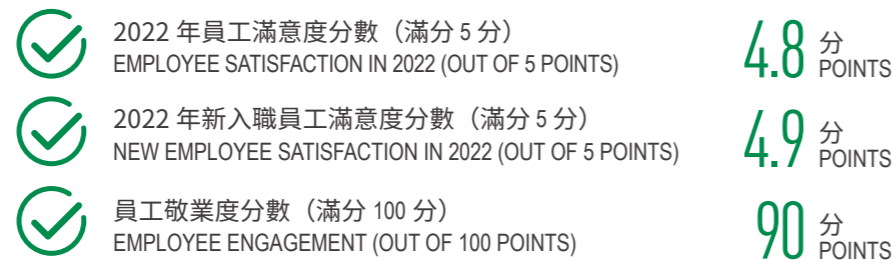 2022 年員工滿意度分數（滿分 5 分）
EMPLOYEE SATISFACTION IN 2022 (OUT OF 5 POINTS)
4.8 分 POINTS
2022 年新入職員工滿意度分數（滿分 5 分）
NEW EMPLOYEE SATISFACTION IN 2022 (OUT OF 5 POINTS)
4.9 分 POINTS
員工敬業度分數（滿分 100 分）
EMPLOYEE ENGAGEMENT (OUT OF 100 POINTS)
90 分 POINTS